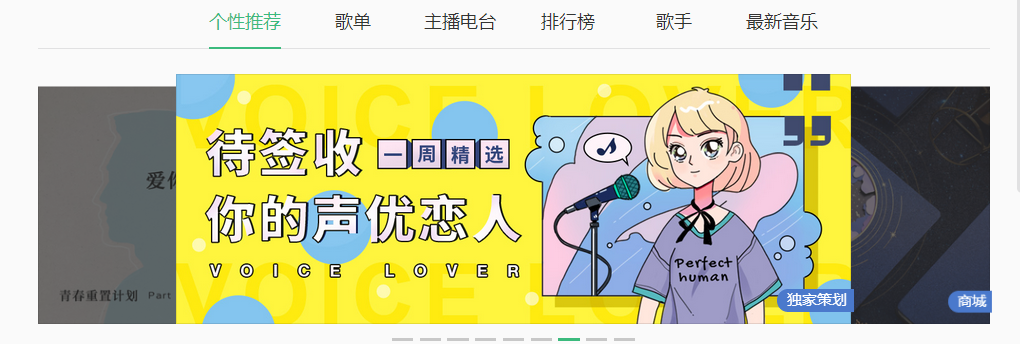 个性推荐 歌单 主播电台 排行榜 歌手 最新音乐
VOICE LOVER
待签收 一周精选
你的声优恋人
VOICE LOVER
VOICE LOVER
Perfect
human
独家策划
青春重置计划 Part
商城